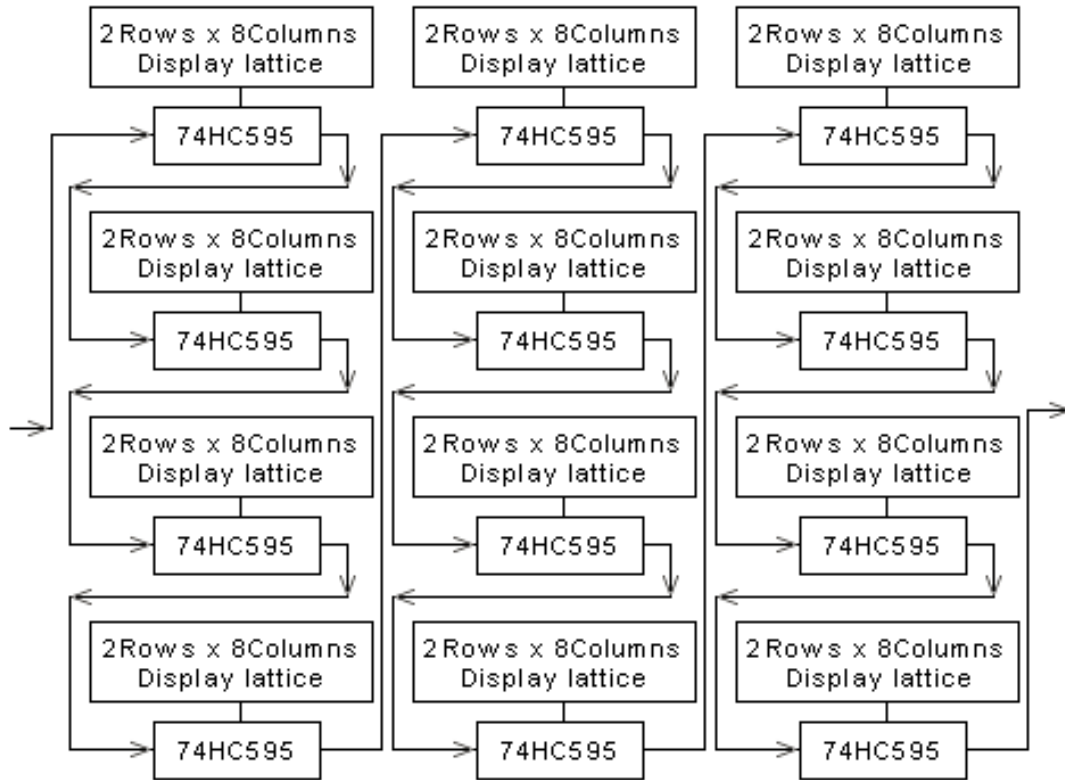 2Rows x 8Columns
Display lattice
2Rows x 8Columns
Display lattice
2Rows x 8Columns
Display lattice
74HC595
74HC595
74HC595
2Rows x 8Columns
Display lattice
2Rows x 8Columns
Display lattice
2Rows x 8Columns
Display lattice
74HC595
74HC595
74HC595
2Rows x 8Columns
Display lattice
2Rows x 8Columns
Display lattice
2Rows x 8Columns
Display lattice
74HC595
74HC595
74HC595
2Rows x 8Columns
Display lattice
2Rows x 8Columns
Display lattice
2Rows x 8Columns
Display lattice
74HC595
74HC595
74HC595